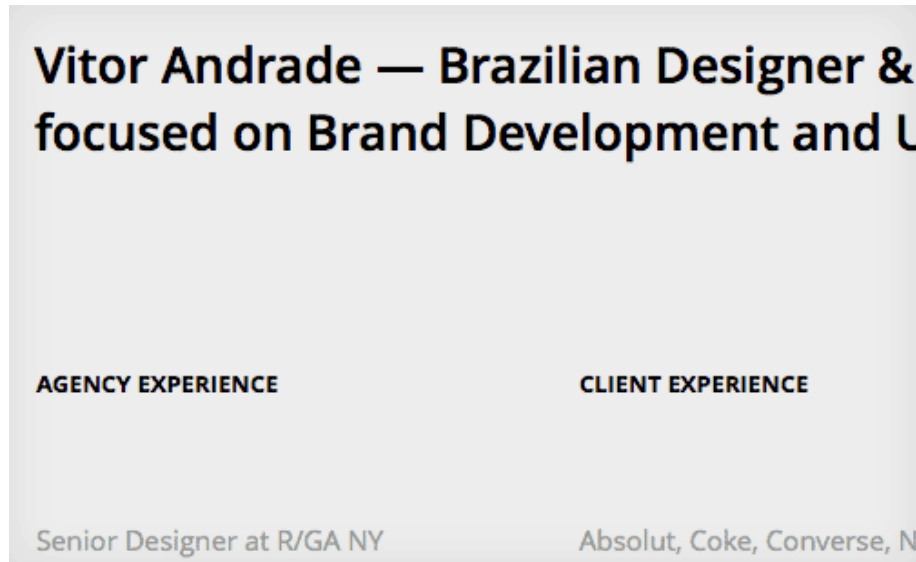 Vitor Andrade — Brazilian Designer &
focused on Brand Development and
AGENCY EXPERIENCE
CLIENT EXPERIENCE
Senior Designer at R/GA NY
Absolut, Coke, Converse,